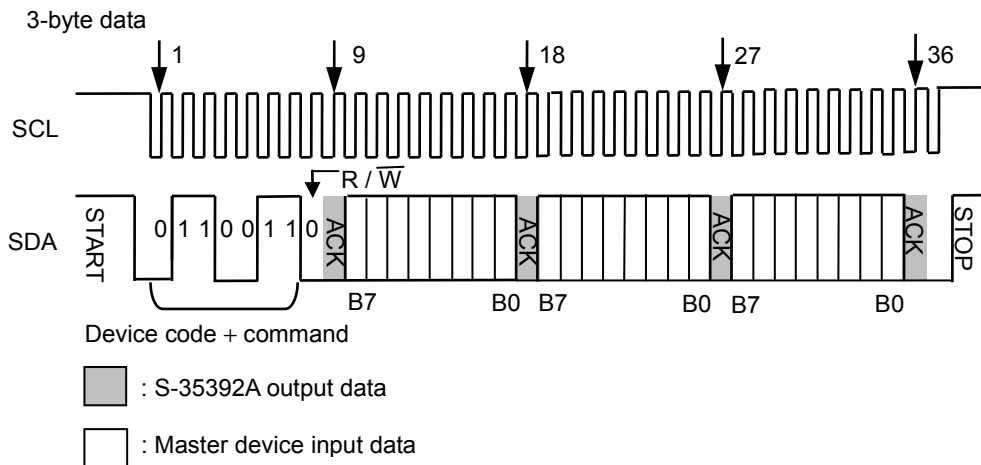 3-byte data
1 9 18 27 36
SCL
R / W
SDA START 0 1 1 0 0 1 1 0 ACK ACK ACK ACK STOP
B7 B0 B7 B0 B7 B0
Device code + command
: S-35392A output data
: Master device input data